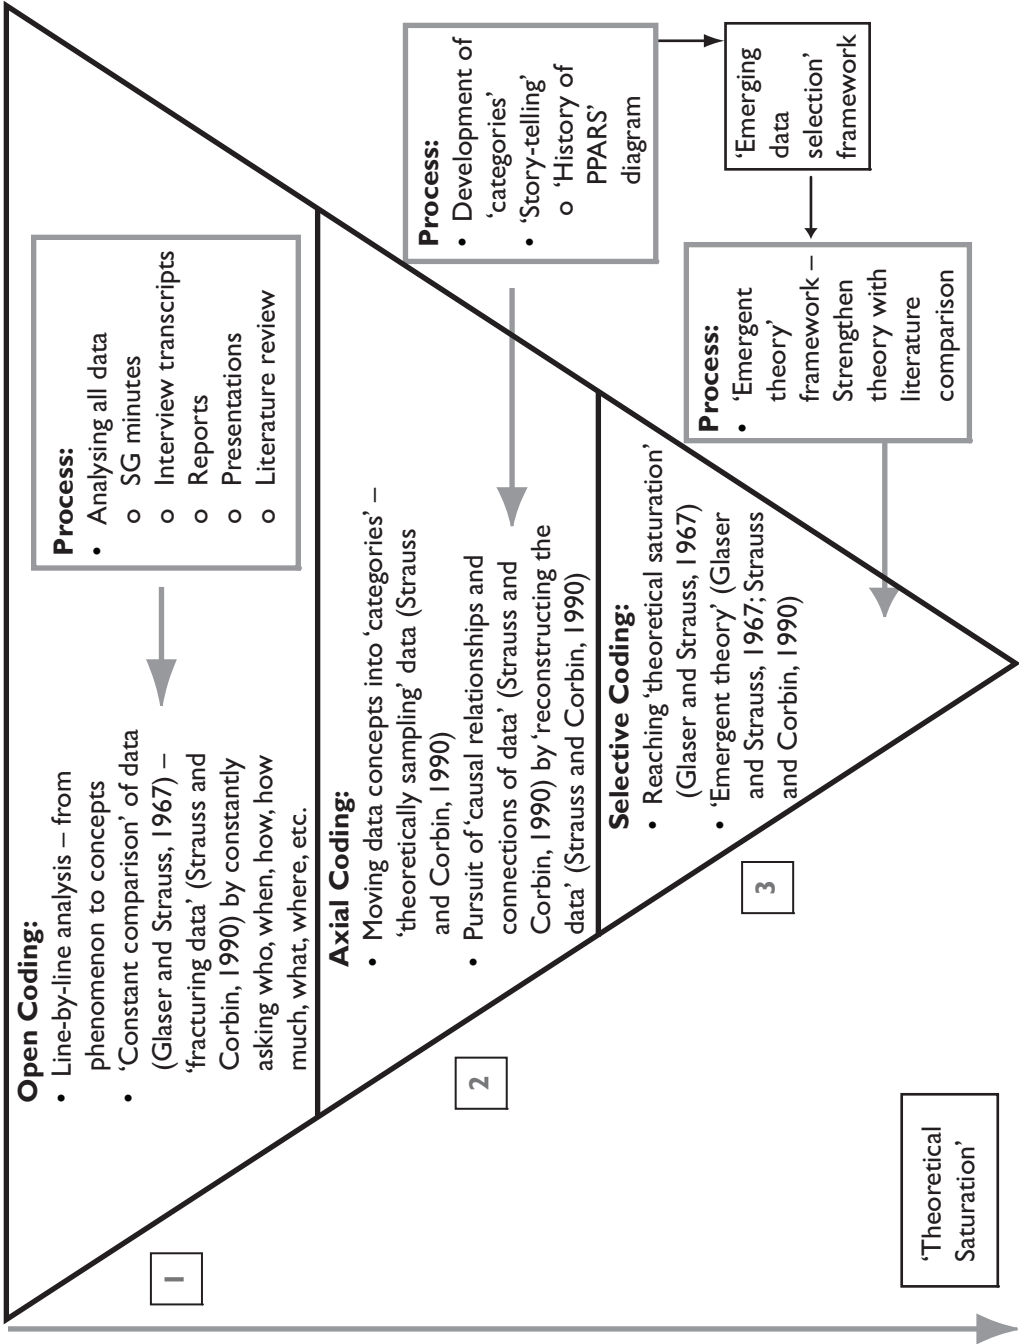 Open Coding:
• Line-by-line analysis – from
phenomenon to concepts
• ‘Constant comparison’ of data
(Glaser and Strauss, 1967) –
‘fracturing data’ (Strauss and
Corbin, 1990) by constantly
asking who, when, how, how
much, what, where, etc.
Process:
• Analysing all data
o SG minutes
o Interview transcripts
o Reports
o Presentations
o Literature review
1
Axial Coding:
• Moving data concepts into ‘categories’ –
‘theoretically sampling’ data (Strauss
and Corbin, 1990)
• Pursuit of ‘causal relationships and
connections of data’ (Strauss and
Corbin, 1990) by ‘reconstructing the
data’ (Strauss and Corbin, 1990)
Process:
• Development of
‘categories’
• ‘Story-telling’
o ‘History of
PPARS’
diagram
2
‘Emerging
data
selection’
framework
Selective Coding:
• Reaching ‘theoretical saturation’
(Glaser and Strauss, 1967)
• ‘Emergent theory’ (Glaser
and Strauss, 1967; Strauss
and Corbin, 1990)
Process:
• ‘Emergent
theory’
framework –
Strengthen
theory with
literature
comparison
3
‘Theoretical
Saturation’